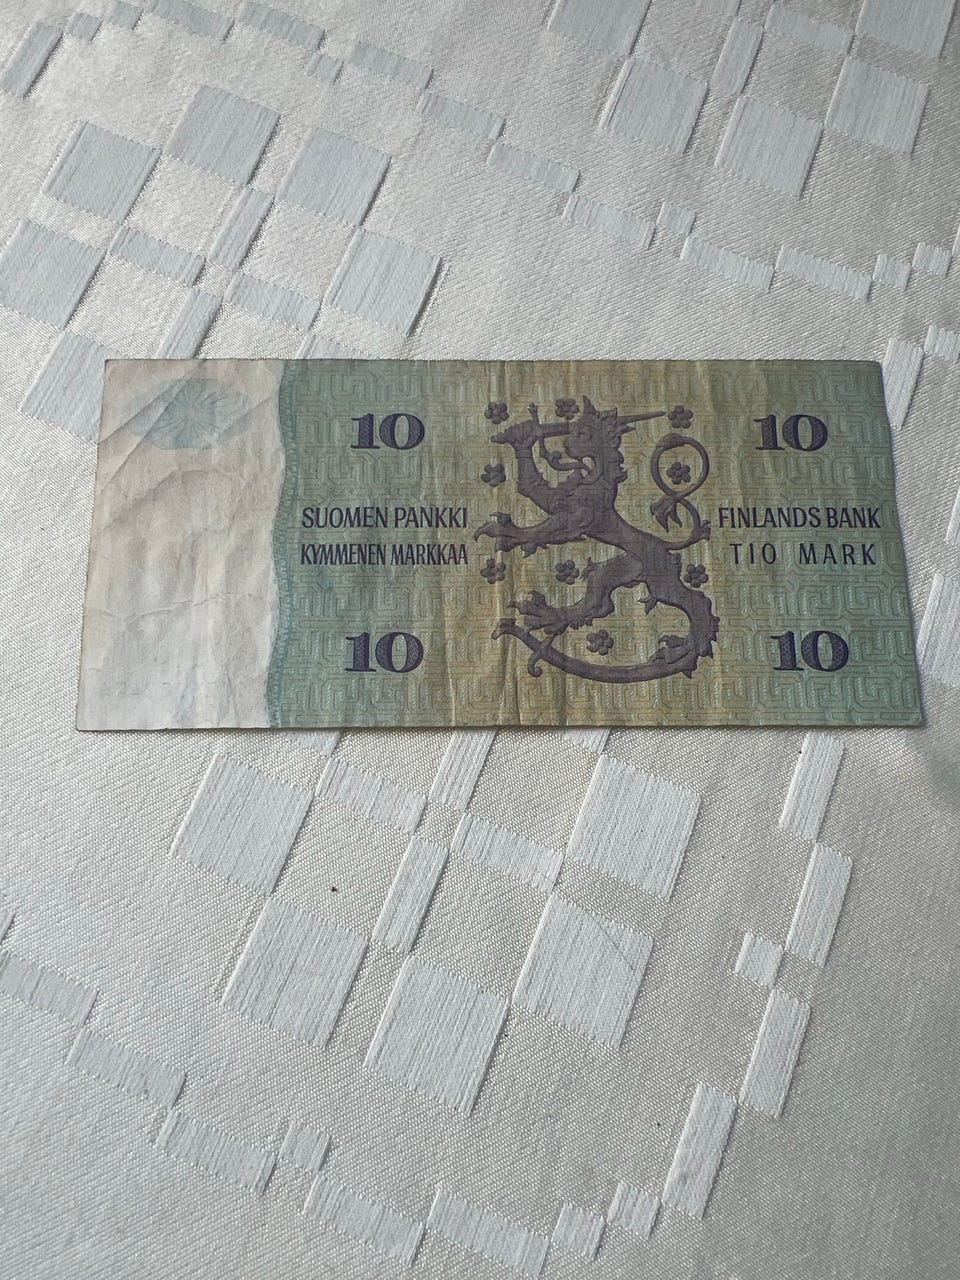 10
10
SUOMEN PANKKI
FINLANDS BANK
KYMMENEN MARKKAA
TIO MARK
10
10